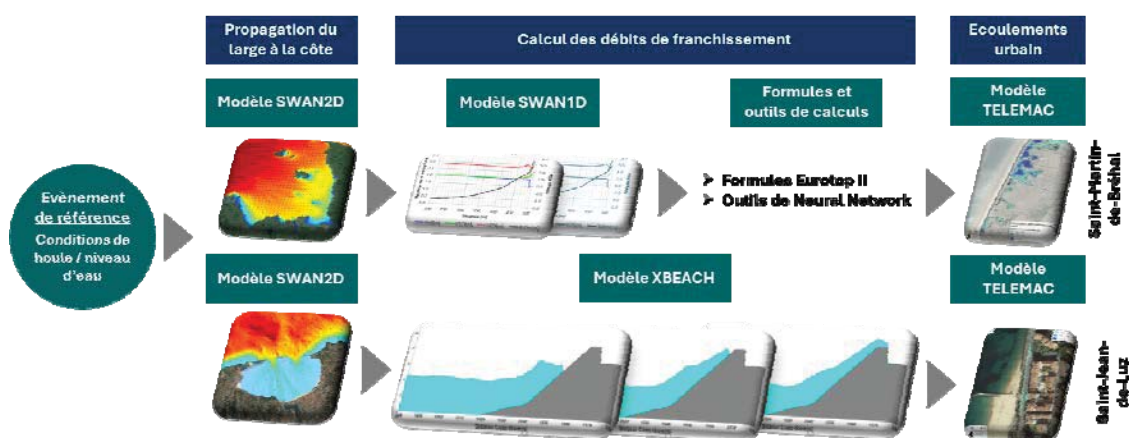 Propagation du
large à la côte
Calcul des débits de franchissement
Ecoulements
urbain
Modèle SWAN2D
Modèle SWAN1D
Formules et
outils de calculs
Modèle
TELEMAC
Evènement
de référence
Conditions de
houle / niveau
d'eau
➢ Formules Eurotop II
➢ Outils de Neural Network
Saint-Martin-
de-Bréhal
Modèle SWAN2D
Modèle XBEACH
Modèle
TELEMAC
Saint-Jean-
de-Luz